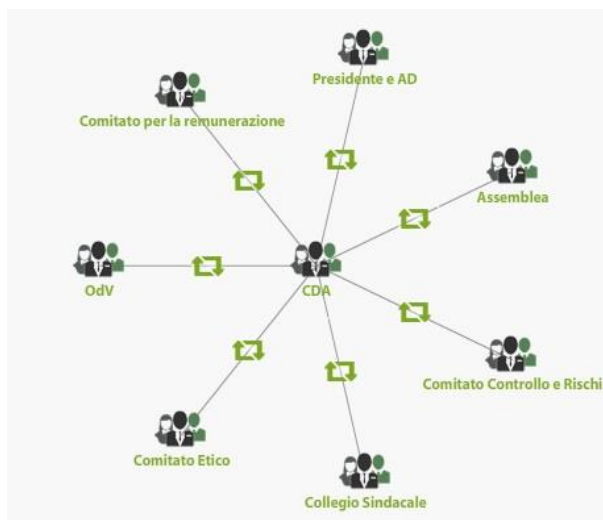 Presidente e AD
Comitato per la remunerazione
Assemblea
OdV
CDA
Comitato Controllo e Rischi
Comitato Etico
Collegio Sindacale